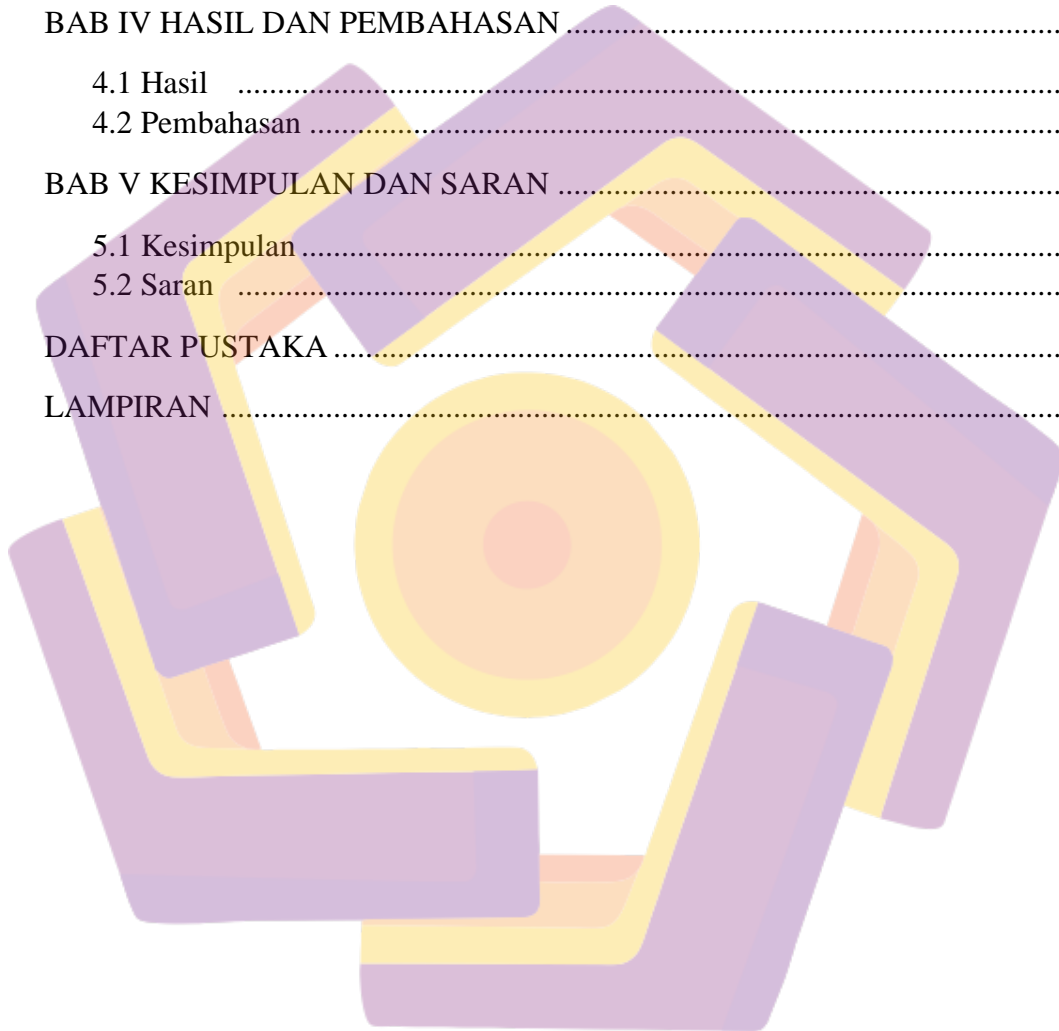 BAB IV HASIL DAN PEMBAHASAN ........................................................
4.1 Hasil ........................................................
4.2 Pembahasan ........................................................
BAB V KESIMPULAN DAN SARAN ........................................................
5.1 Kesimpulan ........................................................
5.2 Saran ........................................................
DAFTAR PUSTAKA ........................................................
LAMPIRAN ........................................................